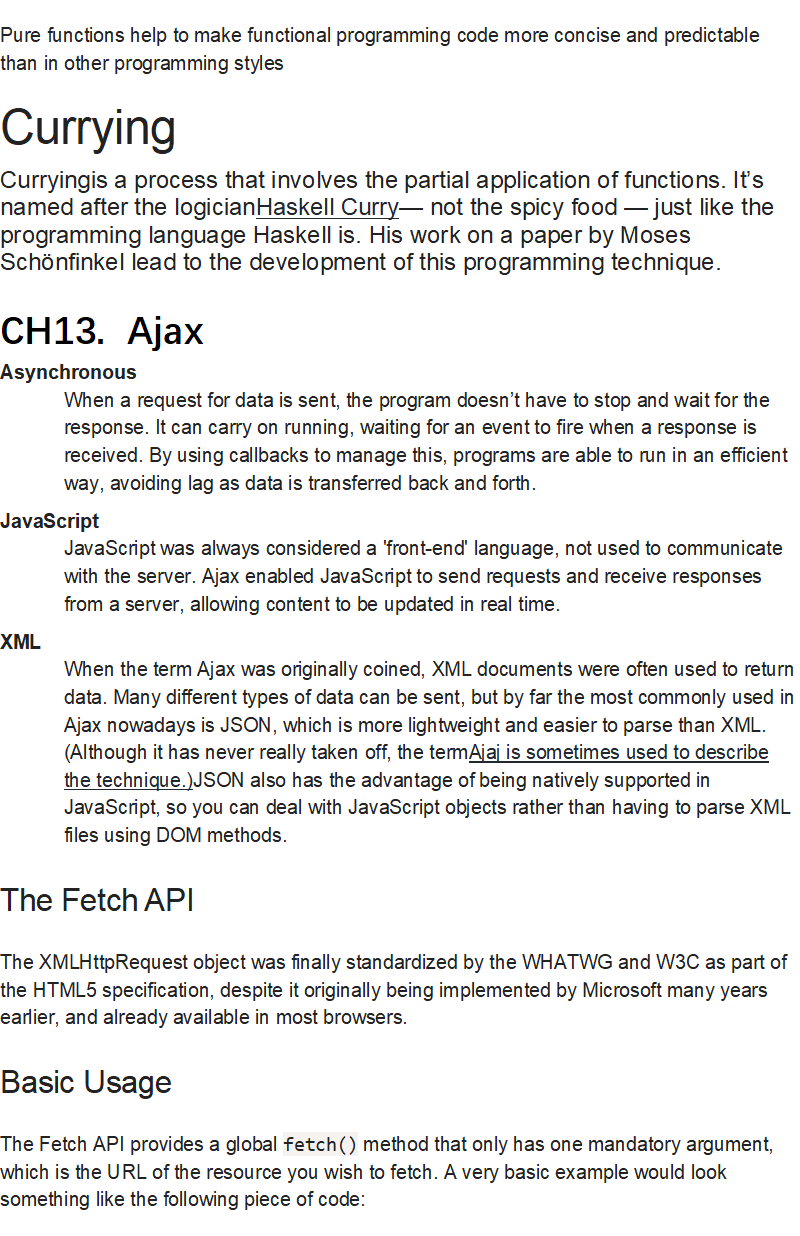 Pure functions help to make functional programming code more concise and predictable
than in other programming styles
Currying
Curryingis a process that involves the partial application of functions. It’s
named after the logicianHaskell Curry— not the spicy food — just like the
programming language Haskell is. His work on a paper by Moses
Schönfinkel lead to the development of this programming technique.
CH13.  Ajax
Asynchronous
When a request for data is sent, the program doesn’t have to stop and wait for the
response. It can carry on running, waiting for an event to fire when a response is
received. By using callbacks to manage this, programs are able to run in an efficient
way, avoiding lag as data is transferred back and forth.
JavaScript
JavaScript was always considered a 'front-end' language, not used to communicate
with the server. Ajax enabled JavaScript to send requests and receive responses
from a server, allowing content to be updated in real time.
XML
When the term Ajax was originally coined, XML documents were often used to return
data. Many different types of data can be sent, but by far the most commonly used in
Ajax nowadays is JSON, which is more lightweight and easier to parse than XML.
(Although it has never really taken off, the termAjaj is sometimes used to describe
the technique.)JSON also has the advantage of being natively supported in
JavaScript, so you can deal with JavaScript objects rather than having to parse XML
files using DOM methods.
The Fetch API
The XMLHttpRequest object was finally standardized by the WHATWG and W3C as part of
the HTML5 specification, despite it originally being implemented by Microsoft many years
earlier, and already available in most browsers.
Basic Usage
The Fetch API provides a global fetch() method that only has one mandatory argument,
which is the URL of the resource you wish to fetch. A very basic example would look
something like the following piece of code: